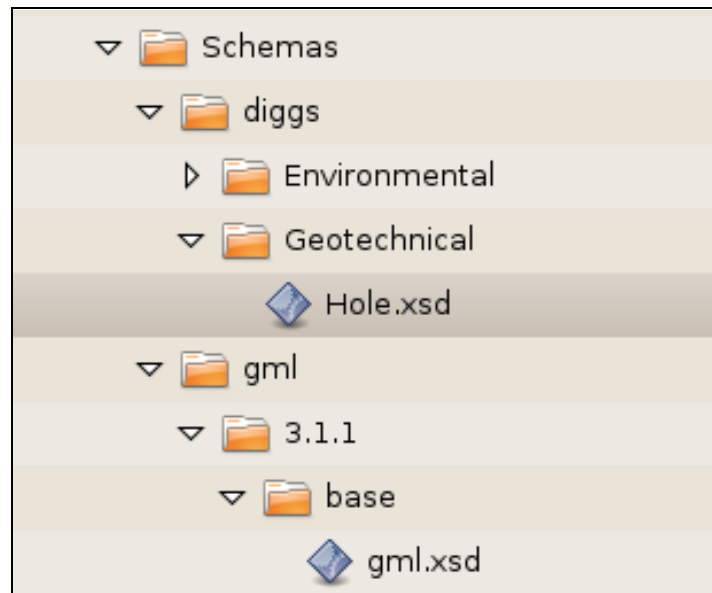 Schemas
diggs
Environmental
Geotechnical
Hole.xsd
gml
3.1.1
base
gml.xsd